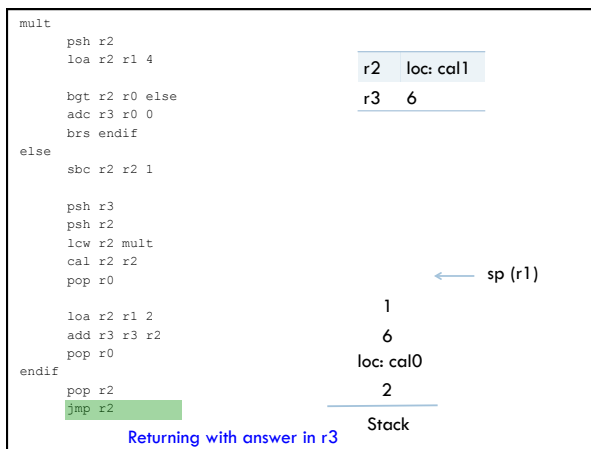 mult
psh r2
loa r2 r1 4
bgt r2 r0 else
adc r3 r0 0
brs endif
else
sbc r2 r2 1
psh r3
psh r2
lcw r2 mult
cal r2 r2
pop r0
loa r2 r1 2
add r3 r3 r2
pop r0
endif
pop r2
jmp r2
Returning with answer in r3
r2 loc: cal1
r3 6
sp (r1)
1
6
loc: cal0
2
Stack